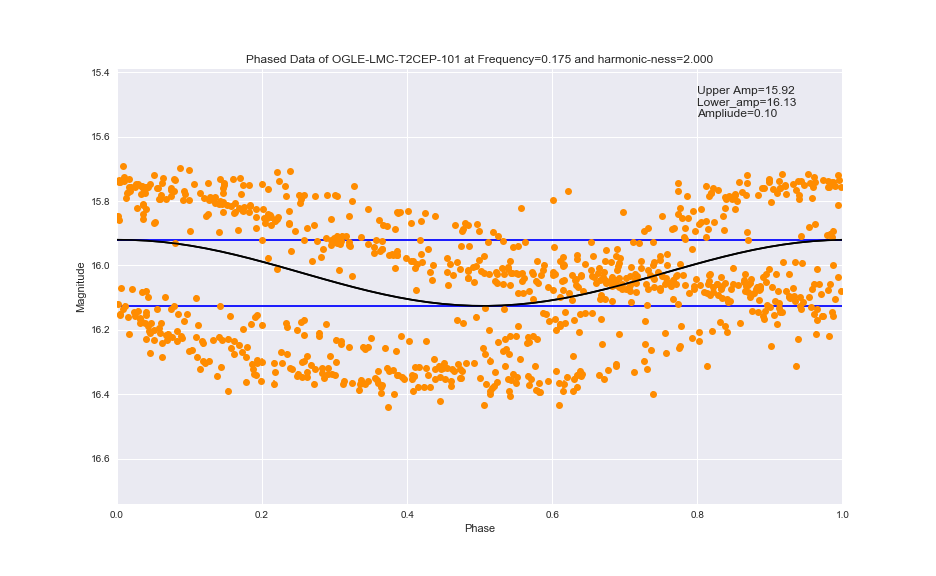 Phased Data of OGLE-LMC-T2CEP-101 at Frequency=0.175 and harmonic-ness=2.000
Upper Amp=15.92
Lower_amp=16.13
Ampliude=0.10
15.4
15.6
15.8
16.0
16.2
16.4
16.6
Magnitude
0.0 0.2 0.4 0.6 0.8 1.0
Phase